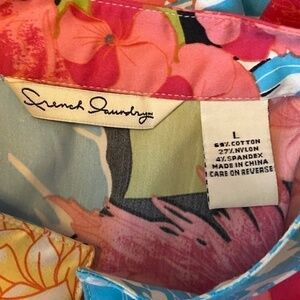 French Laundry
L
69% COTTON
27% NYLON
4% SPANDEX
MADE IN CHINA
CARE ON REVERSE